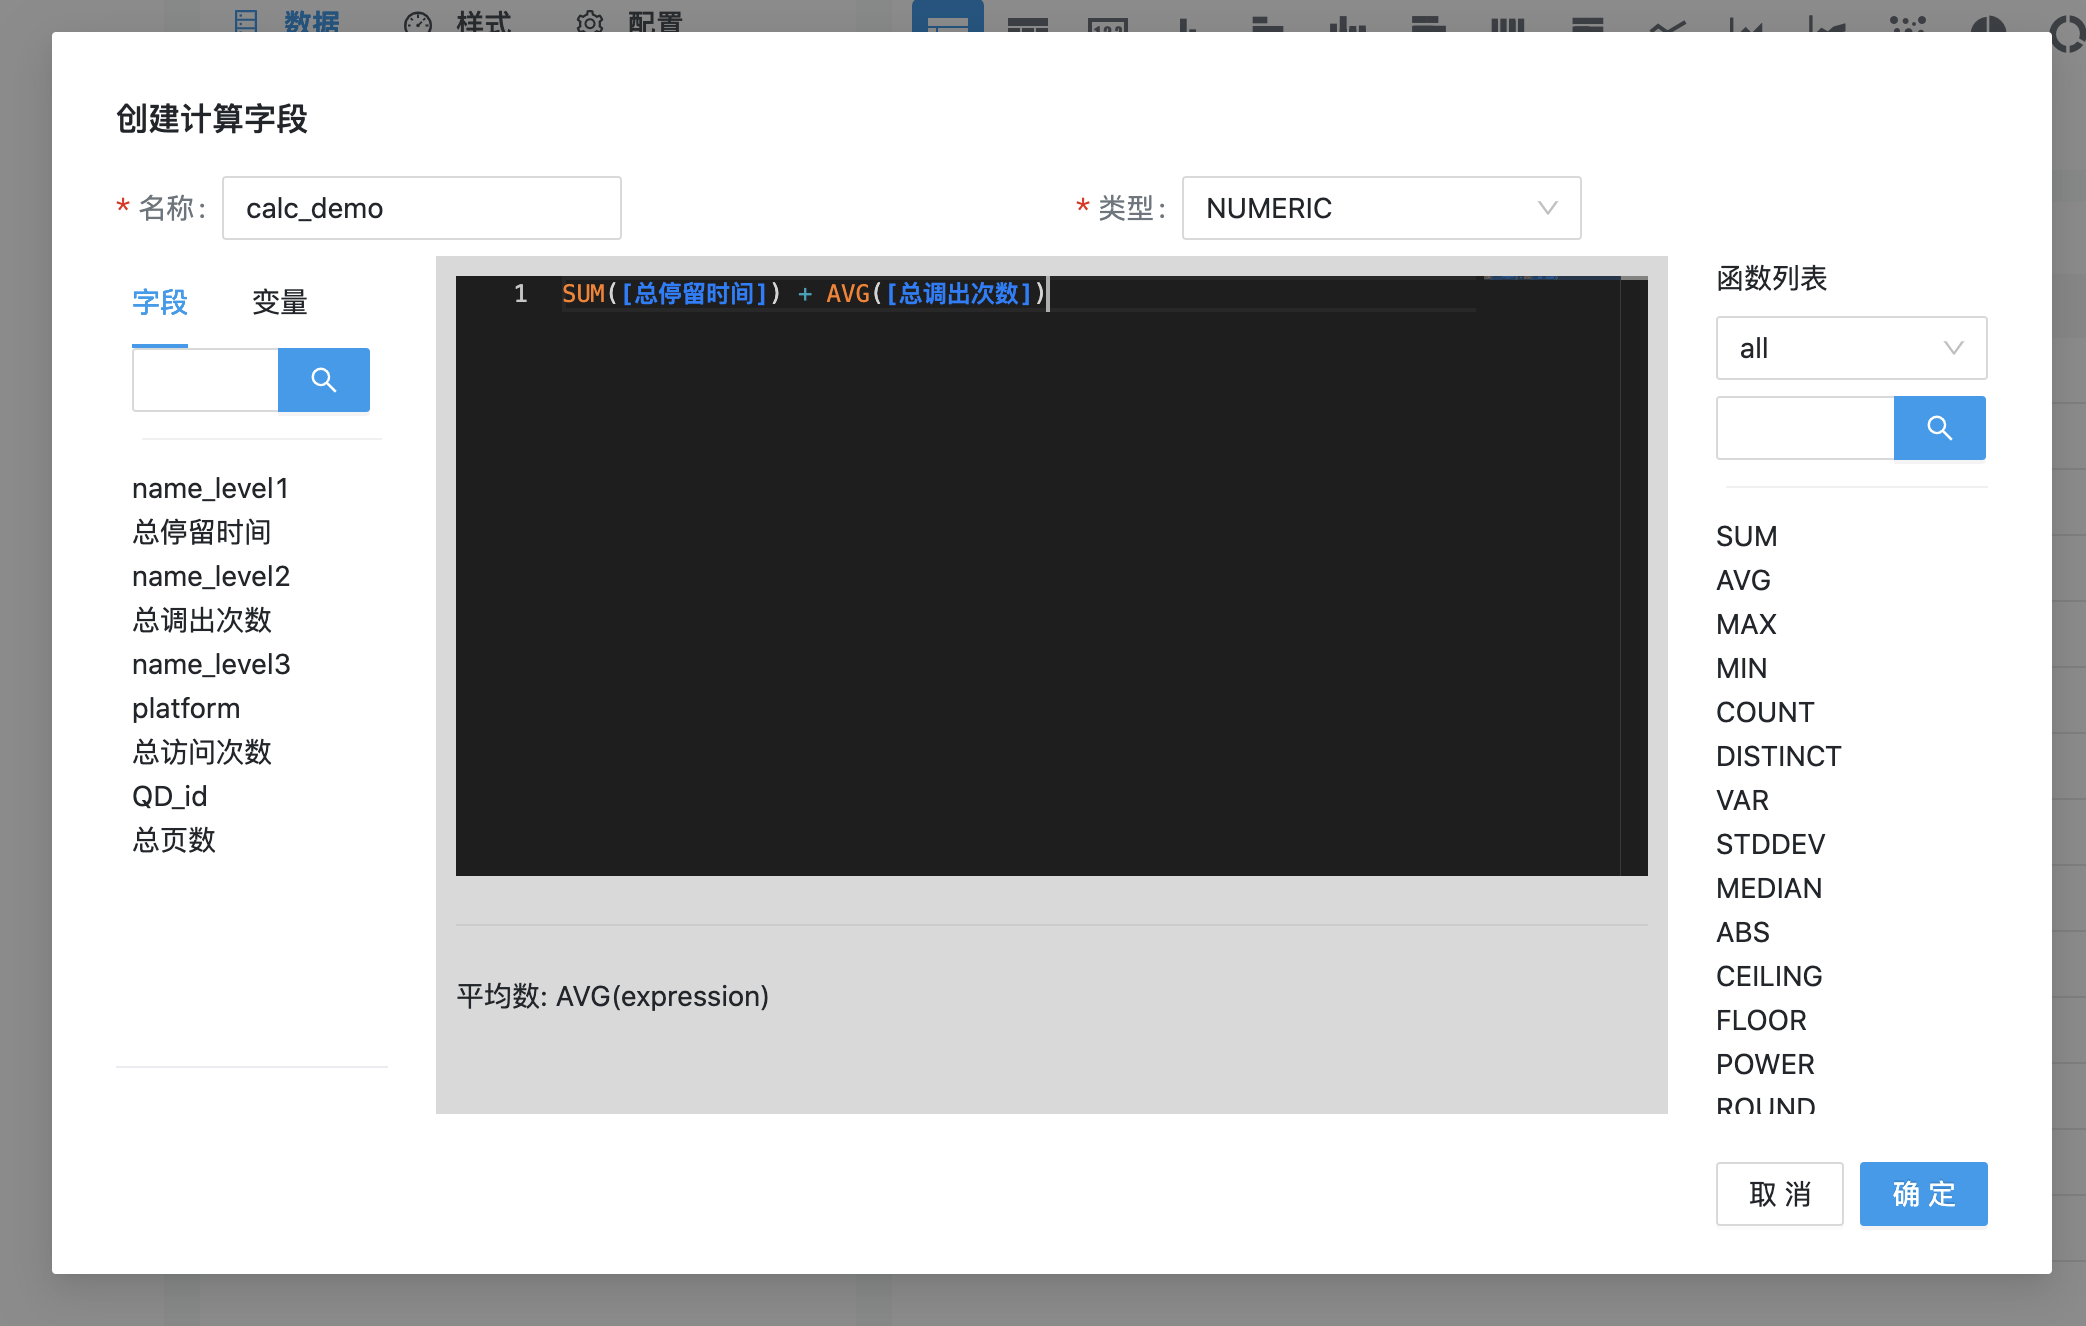 数据 样式 配置
创建计算字段
* 名称: calc_demo
* 类型: NUMERIC
字段 变量
name_level1
总停留时间
name_level2
总调出次数
name_level3
platform
总访问次数
QD_id
总页数
1 SUM([总停留时间]) + AVG([总调出次数])
平均数: AVG(expression)
函数列表
all
SUM
AVG
MAX
MIN
COUNT
DISTINCT
VAR
STDDEV
MEDIAN
ABS
CEILING
FLOOR
POWER
ROUND
取 消
确 定